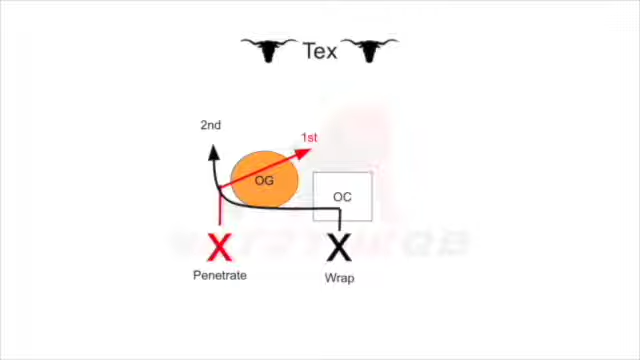 Tex
2nd
1st
OG
OC
X
X
Penetrate
Wrap